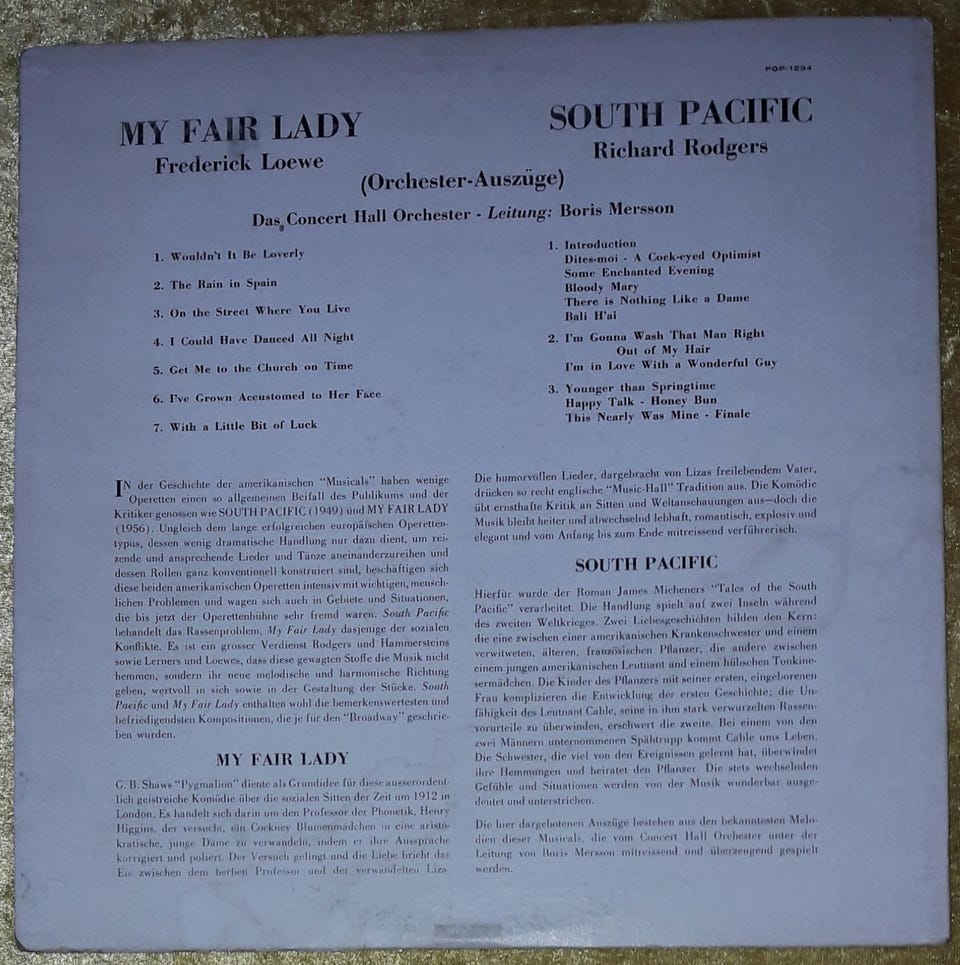 POP-1234
MY FAIR LADY
Frederick Loewe
SOUTH PACIFIC
Richard Rodgers
(Orchester-Auszüge)
Das Concert Hall Orchester - Leitung: Boris Mersson
1. Wouldn't It Be Loverly
2. The Rain in Spain
3. On the Street Where You Live
4. I Could Have Danced All Night
5. Get Me to the Church on Time
6. I've Grown Accustomed to Her Face
7. With a Little Bit of Luck
1. Introduction
Dites-moi · A Cock-eyed Optimist
Some Enchanted Evening
Bloody Mary
There is Nothing Like a Dame
Bali H'ai
2. I'm Gonna Wash That Man Right
Out of My Hair
I'm in Love With a Wonderful Guy
3. Younger than Springtime
Happy Talk - Honey Bun
This Nearly Was Mine - Finale
IN der Geschichte der amerikanischen "Musicals" haben wenige
Operetten einen so allgemeinen Beifall des Publikums und der
Kritiker genossen wie SOUTH PACIFIC (1949) und MY FAIR LADY
(1956). Ungleich dem lange erfolgreichen europäischen Operetten-
typus, dessen wenig dramatische Handlung nur dazu dient, um rei-
zende und ansprechende Lieder und Tänze aneinanderzureihen und
dessen Rollen ganz konventionell konstruiert sind, beschäftigen sich
diese beiden amerikanischen Operetten intensiv mit wichtigen, mensch-
lichen Problemen und wagen sich auch in Gebiete und Situationen,
die bis jetzt der Operettenbühne sehr fremd waren. South Pacific
behandelt das Rassenproblem, My Fair Lady dasjenige der sozialen
Konflikte. Es ist ein grosser Verdienst Rodgers und Hammersteins
sowie Lerners und Loewes, dass diese gewagten Stoffe die Musik nicht
hemmen, sondern ihr neue melodische und harmonische Richtung
geben, wertvoll in sich sowie in der Gestaltung der Stücke. South
Pacific und My Fair Lady enthalten wohl die bemerkenswertesten und
befriedigendsten Kompositionen, die je für den "Broadway" geschrie-
ben wurden.
MY FAIR LADY
G. B. Shaws "Pygmalion" diente als Grundidee für diese ausserordent-
lich geistreiche Komödie über die sozialen Sitten der Zeit um 1912 in
London. Es handelt sich darin um den Professor der Phonetik, Henry
Higgins, der versucht, ein Cockney Blumenmädchen in eine aristo-
kratische, junge Dame zu verwandeln, indem er ihre Aussprache
korrigiert und poliert. Der Versuch gelingt und die Liebe bricht das
Eis zwischen dem herben Professor und der verwandelten Liza.
Die humorvollen Lieder, dargebracht von Lizas freilebendem Vater,
drücken so recht englische "Music-Hall" Tradition aus. Die Komödie
übt ernsthafte Kritik an Sitten und Weltanschauungen aus—doch die
Musik bleibt heiter und abwechselnd lebhaft, romantisch, explosiv und
elegant und vom Anfang bis zum Ende mitreissend verführerisch.
SOUTH PACIFIC
Hierfür wurde der Roman James Micheners "Tales of the South
Pacific" verarbeitet. Die Handlung spielt auf zwei Inseln während
des zweiten Weltkrieges. Zwei Liebesgeschichten bilden den Kern:
die eine zwischen einer amerikanischen Krankenschwester und einem
verwitweten, älteren, französischen Pflanzer, die andere zwischen
einem jungen amerikanischen Leutnant und einem hübschen Tonkine-
sermädchen. Die Kinder des Pflanzers mit seiner ersten, eingeborenen
Frau komplizieren die Entwicklung der ersten Geschichte; die Un-
fähigkeit des Leutnant Cable, seine in ihm stark verwurzelten Rassen-
vorurteile zu überwinden, erschwert die zweite. Bei einem von den
zwei Männern unternommenen Spähtrupp kommt Cable ums Leben.
Die Schwester, die viel von den Ereignissen gelernt hat, überwindet
ihre Hemmungen und heiratet den Pflanzer. Die stets wechselnden
Gefühle und Situationen werden von der Musik wunderbar ausge-
deutet und unterstrichen.
Die hier dargebotenen Auszüge bestehen aus den bekanntesten Melo-
dien dieser Musicals, die vom Concert Hall Orchester unter der
Leitung von Boris Mersson mitreissend und überzeugend gespielt
werden.